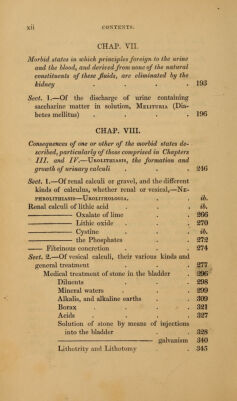 xii CONTENTS.
CHAP. VII.
Morbid states in which principles foreign to the urine
and the blood, and derived from none of the natural
constituents of these fluids, are eliminated by the
kidney . . . . . 193
Sect. 1.—Of the discharge of urine containing
saccharine matter in solution, Melituria (Dia-
betes mellitus) . . . . 196
CHAP. VIII.
Consequences of one or other of the morbid states de-
scribed, particularly of those comprised in Chapters
III. and IV.—Urolithiasis, the formation and
growth of urinary calculi . . . 246
Sect. 1.—Of renal calculi or gravel, and the different
kinds of calculus, whether renal or vesical,—Ne-
phrolithiasis—Urolithologia. . . . ib.
Renal calculi of lithic acid . . . ib.
——— Oxalate of lime . . . 266
——— Lithic oxide . . . 270
——— Cystine . . . ib.
——— the Phosphates . . . 272
— Fibrinous concretion . . . 274
Sect. 2.—Of vesical calculi, their various kinds and
general treatment . . . 277
Medical treatment of stone in the bladder . 296
Diluents . . . 298
Mineral waters . . . 299
Alkalis, and alkaline earths . . 309
Borax . . . 321
Acids . . . 327
Solution of stone by means of injections
into the bladder . . . 328
——— galvanism 340
Lithotrity and Lithotomy . . 345